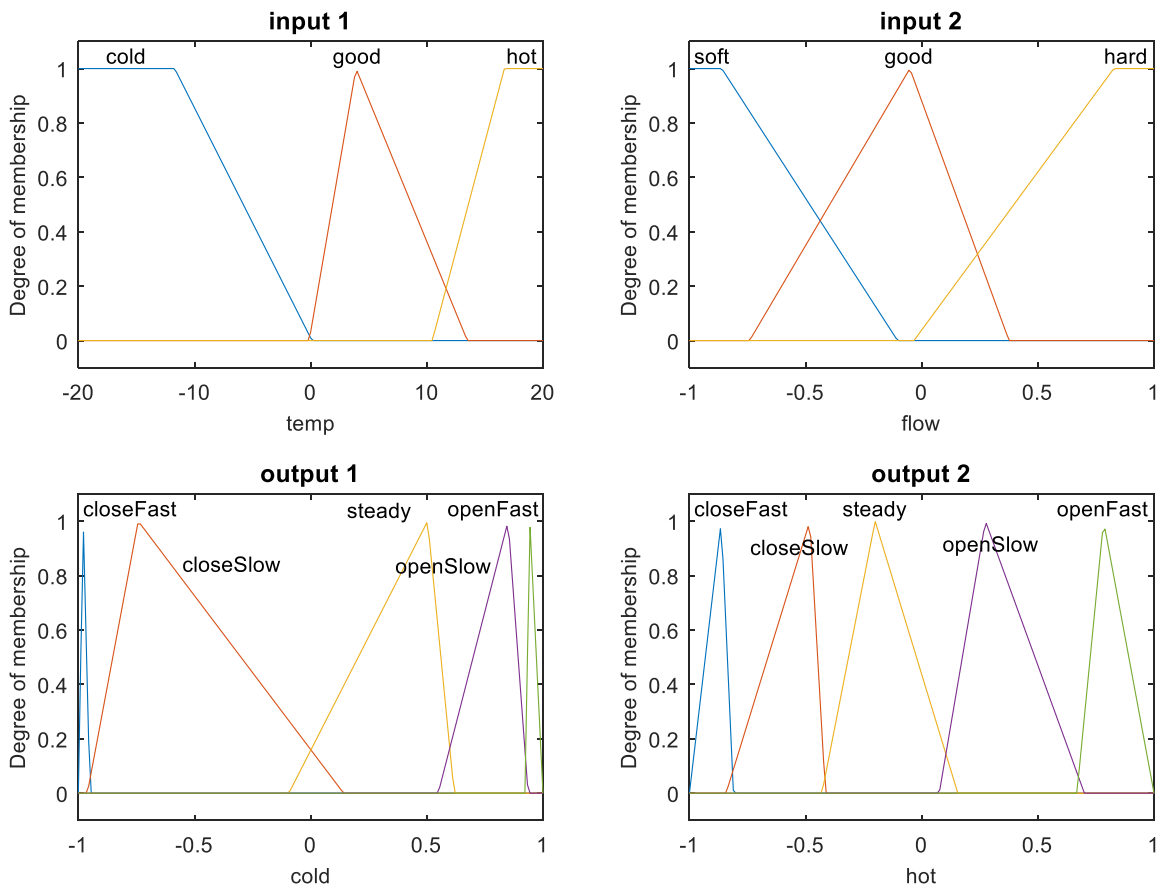 input 1
cold good hot
1
0.8
0.6
0.4
0.2
0
Degree of membership
-20 -10 0 10 20
temp
input 2
soft good hard
1
0.8
0.6
0.4
0.2
0
Degree of membership
-1 -0.5 0 0.5 1
flow
output 1
closeFast steady openFast
closeSlow openSlow
1
0.8
0.6
0.4
0.2
0
Degree of membership
-1 -0.5 0 0.5 1
cold
output 2
closeFast steady openFast
closeSlow openSlow
1
0.8
0.6
0.4
0.2
0
Degree of membership
-1 -0.5 0 0.5 1
hot